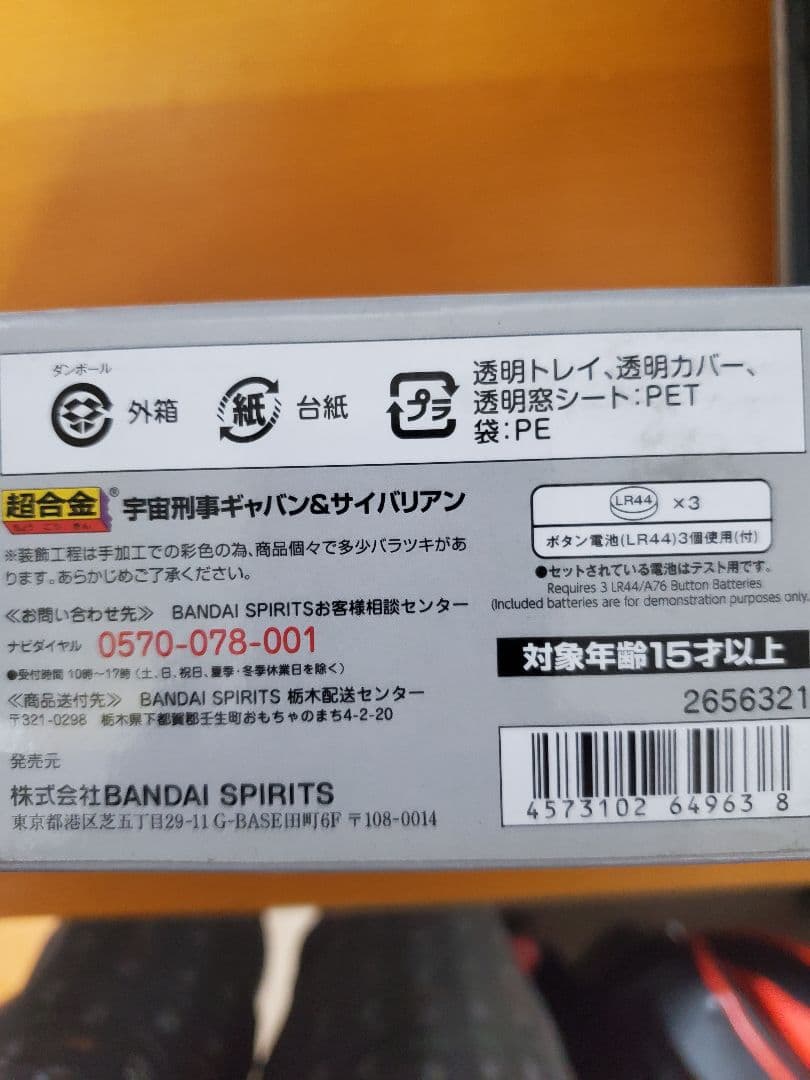 ダンボール
外箱
紙
台紙
プラ
透明トレイ、透明カバー、
透明窓シート:PET
袋:PE
超合金®
ちょう ごう きん
宇宙刑事ギャバン&サイバリアン
※装飾工程は手加工での彩色の為、商品個々で多少バラツキがあ
ります。あらかじめご了承ください。
≪お問い合わせ先≫ BANDAI SPIRITSお客様相談センター
ナビダイヤル 0570-078-001
●受付時間 10時〜17時(土、日、祝日、夏季・冬季休業日を除く)
≪商品送付先≫ BANDAI SPIRITS 栃木配送センター
〒321-0298 栃木県下都賀郡壬生町おもちゃのまち4-2-20
発売元
株式会社BANDAI SPIRITS
東京都港区芝五丁目29-11 G-BASE田町6F 〒108-0014
LR44 ×3
ボタン電池(LR44)3個使用(付)
●セットされている電池はテスト用です。
Requires 3 LR44/A76 Button Batteries.
(Included batteries are for demonstration purposes only.
対象年齢15才以上
2656321
4573102 64963 8